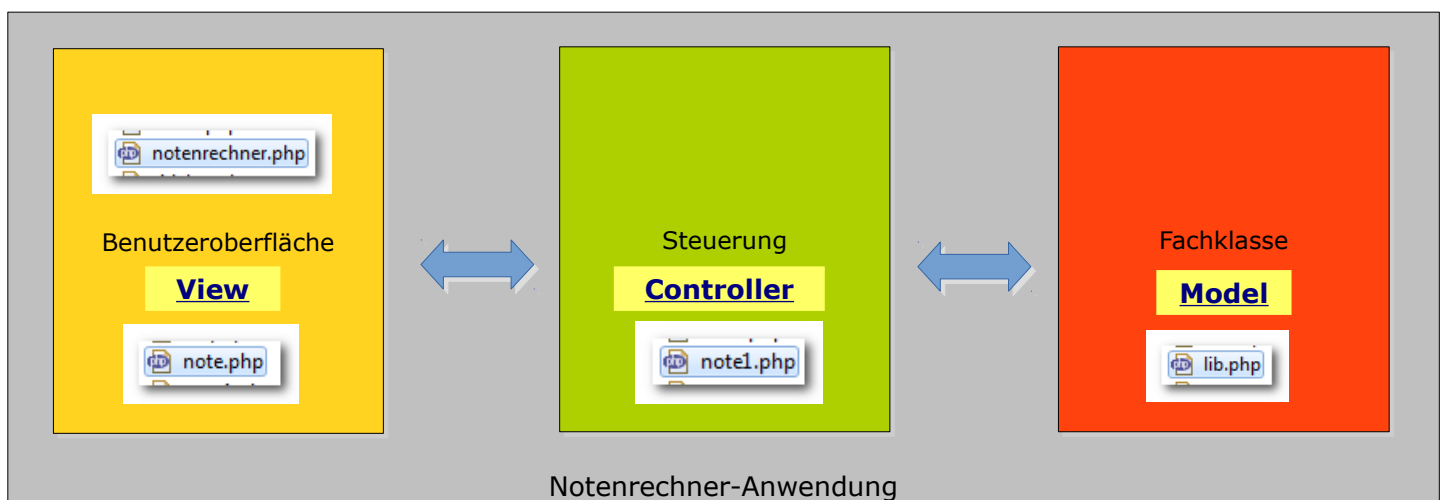 notenrechner.php
Benutzeroberfläche
View
note.php
Steuerung
Controller
note1.php
Fachklasse
Model
lib.php
Notenrechner-Anwendung